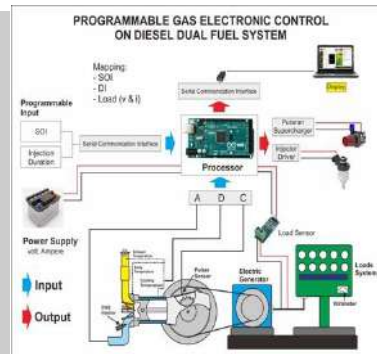 PROGRAMMABLE GAS ELECTRONIC CONTROL
ON DIESEL DUAL FUEL SYSTEM
Mapping:
- SOI
- DI
- Load (v & i)
Serial Communication Interface
Display
Programmable
Input
SOI
Injection
Duration
Serial Communication Interface
Processor
Putaran
Supercharger
Injector
Driver
A D C
Power Supply
volt, Ampere
Load Sensor
Input
Output
Pulser
Sensor
Electric
Generator
Loads
System
Voltmeter